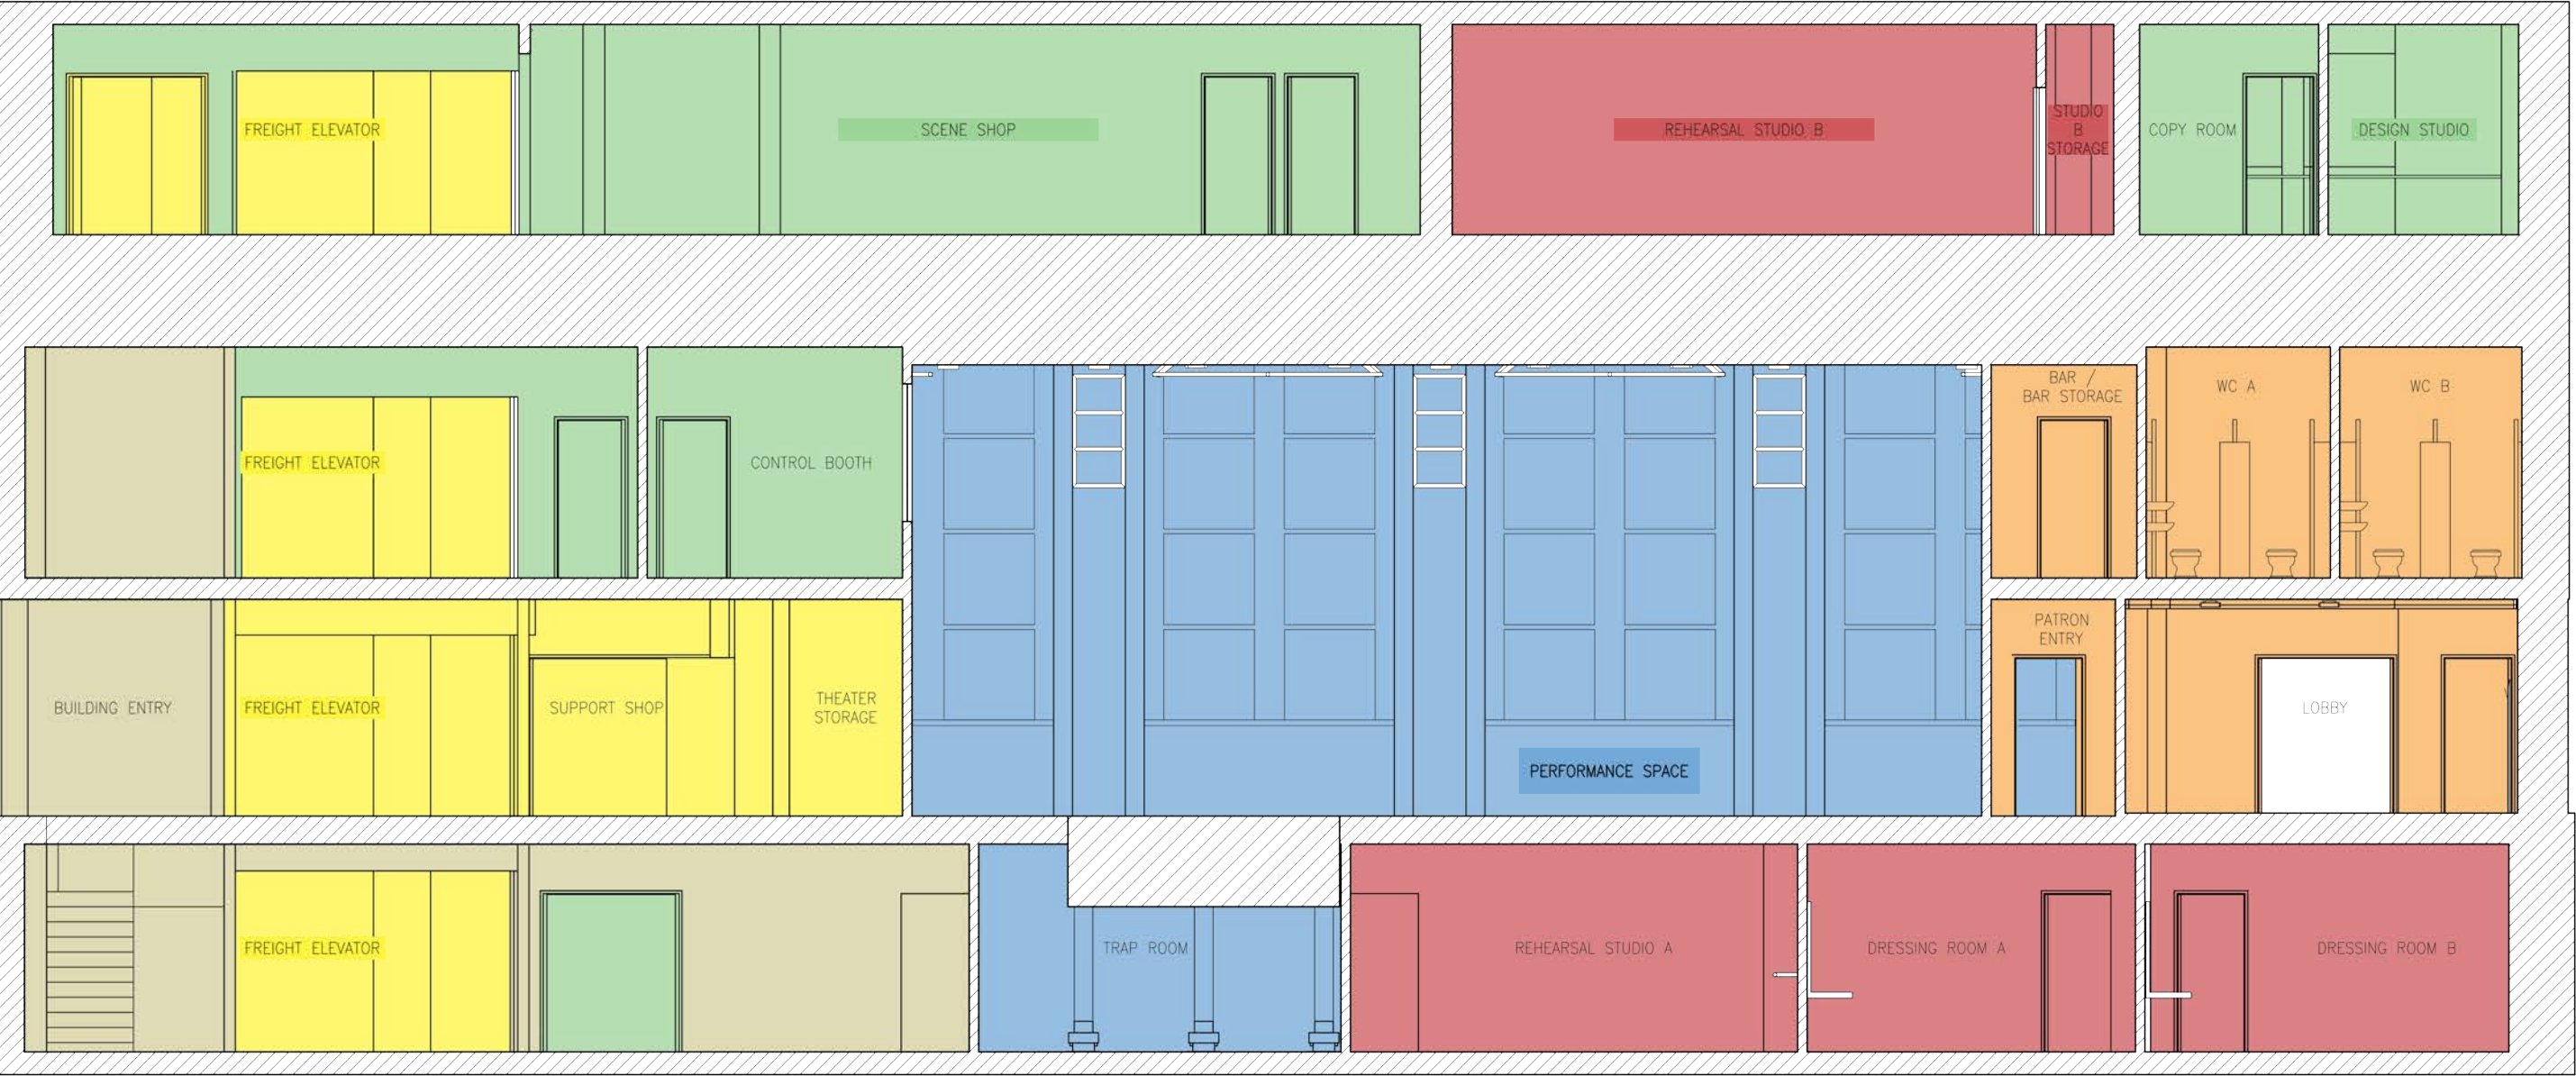 FREIGHT ELEVATOR
SCENE SHOP
REHEARSAL STUDIO B
STUDIO
B
STORAGE
COPY ROOM
DESIGN STUDIO
FREIGHT ELEVATOR
CONTROL BOOTH
BAR /
BAR STORAGE
WC A
WC B
BUILDING ENTRY
FREIGHT ELEVATOR
SUPPORT SHOP
THEATER
STORAGE
PERFORMANCE SPACE
PATRON
ENTRY
LOBBY
FREIGHT ELEVATOR
TRAP ROOM
REHEARSAL STUDIO A
DRESSING ROOM A
DRESSING ROOM B